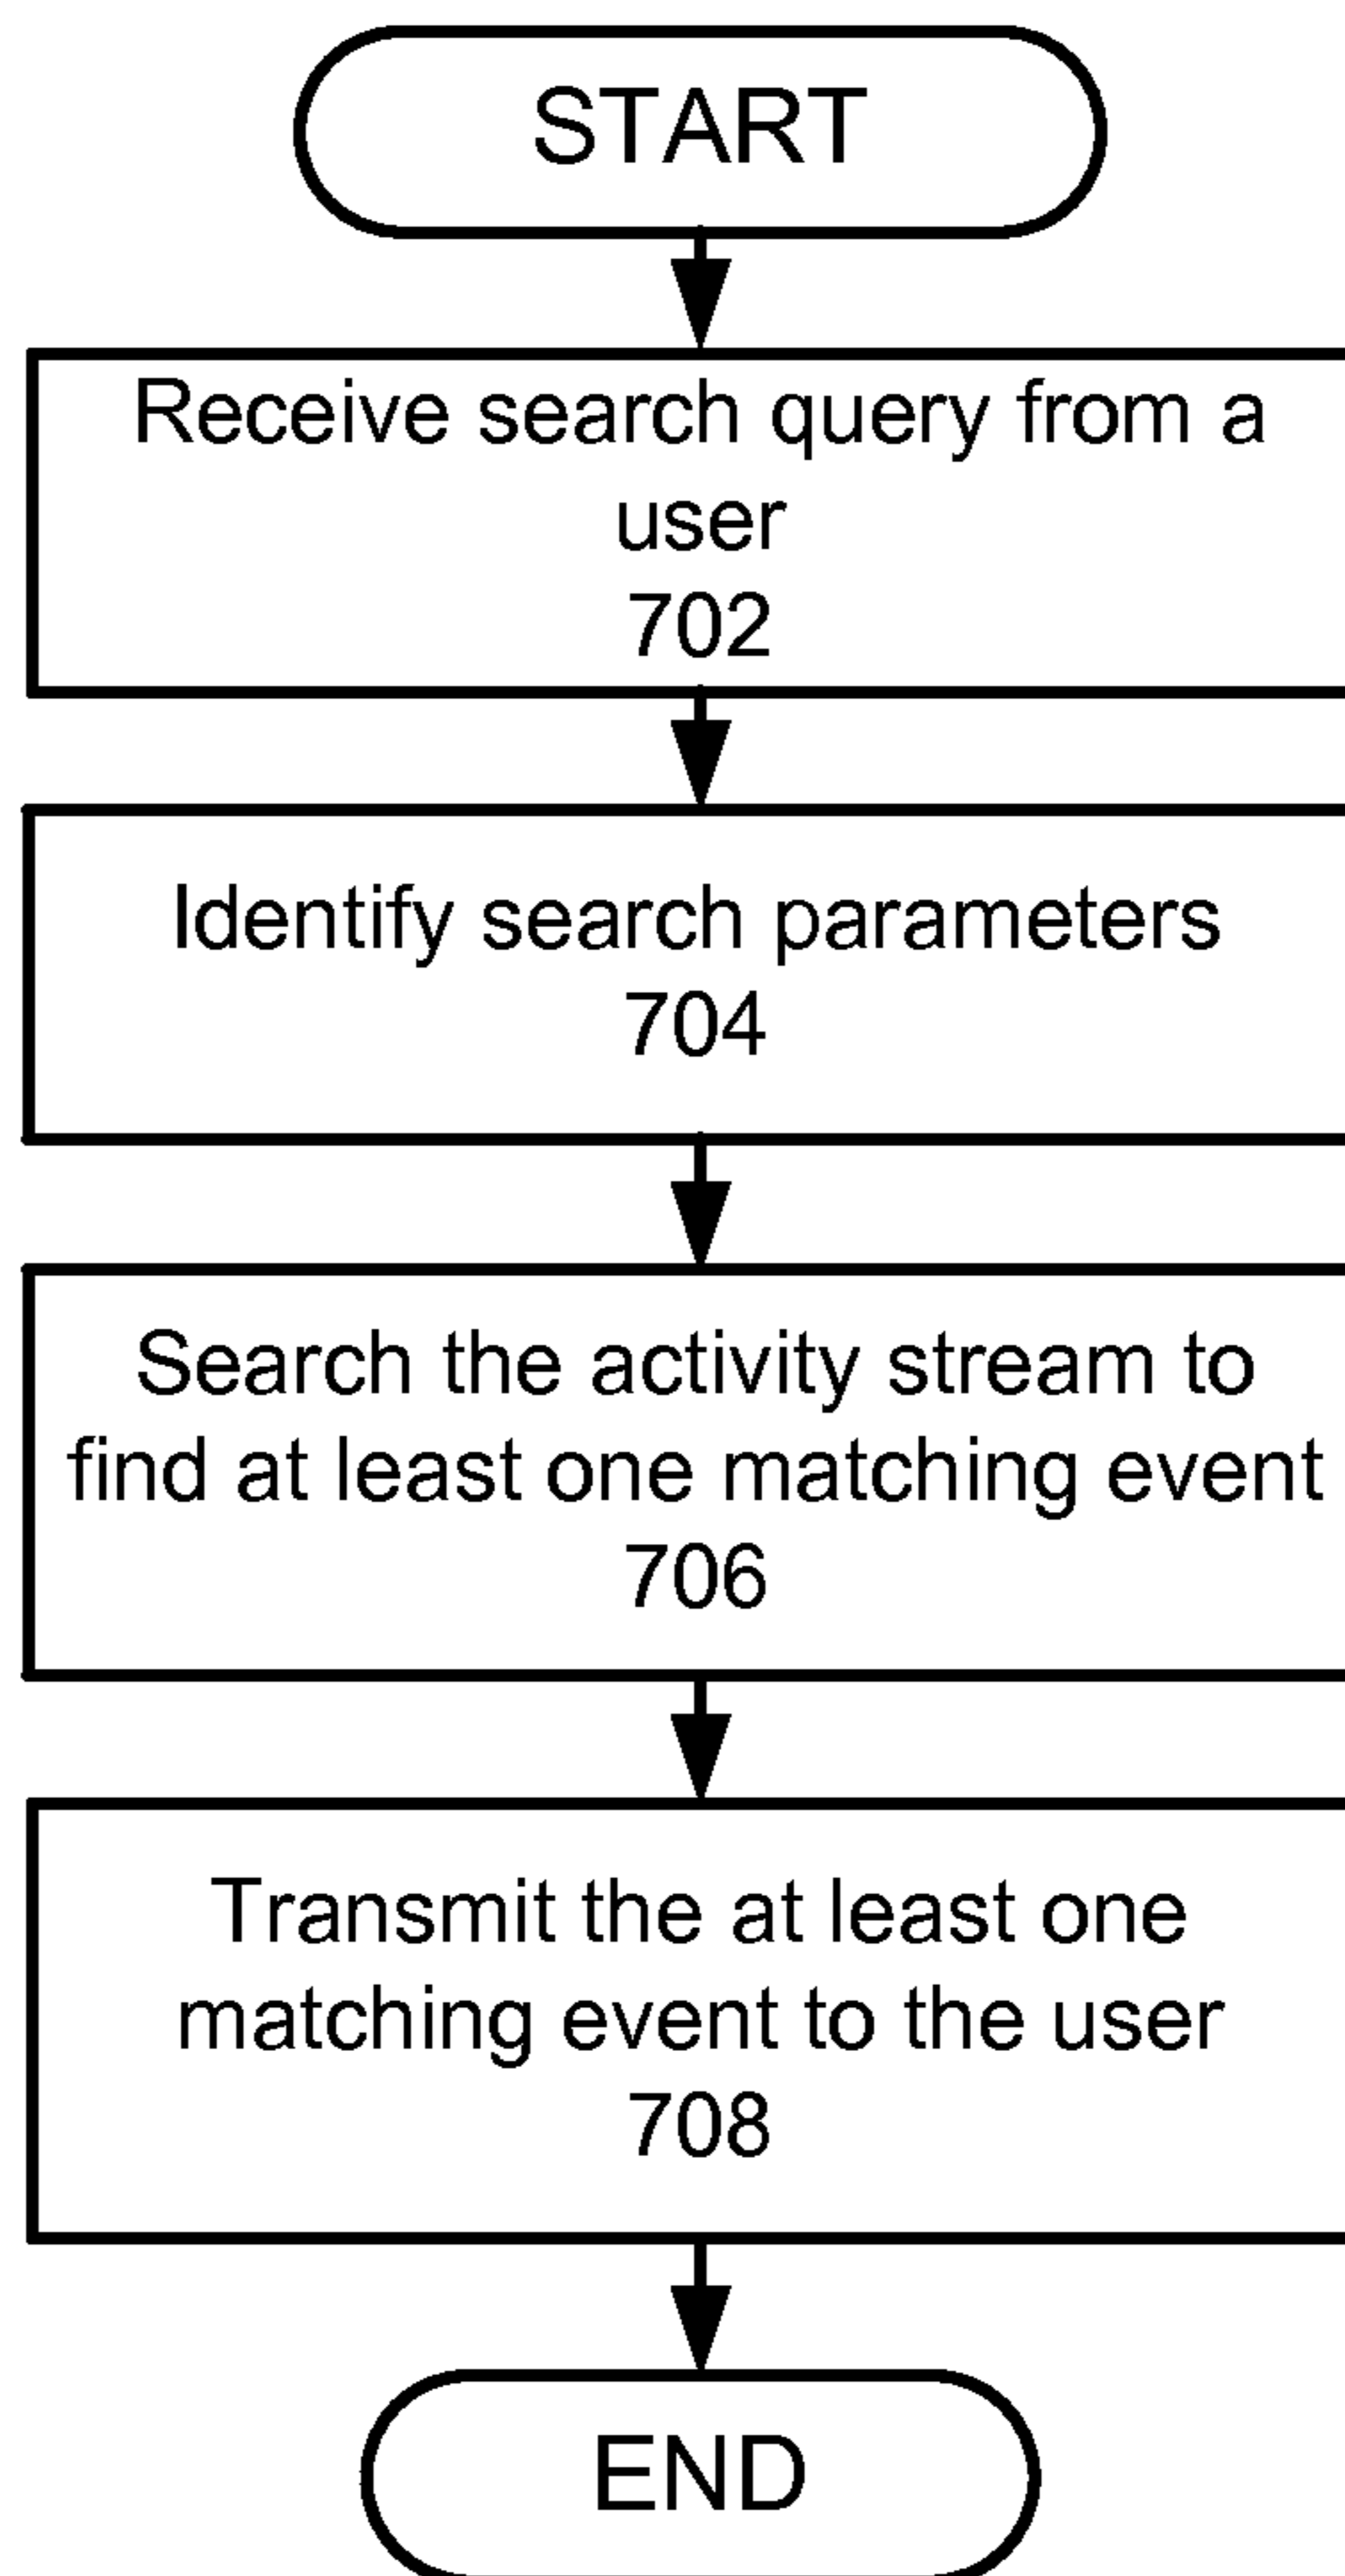 START
Receive search query from a
user
702
Identify search parameters
704
Search the activity stream to
find at least one matching event
706
Transmit the at least one
matching event to the user
708
END